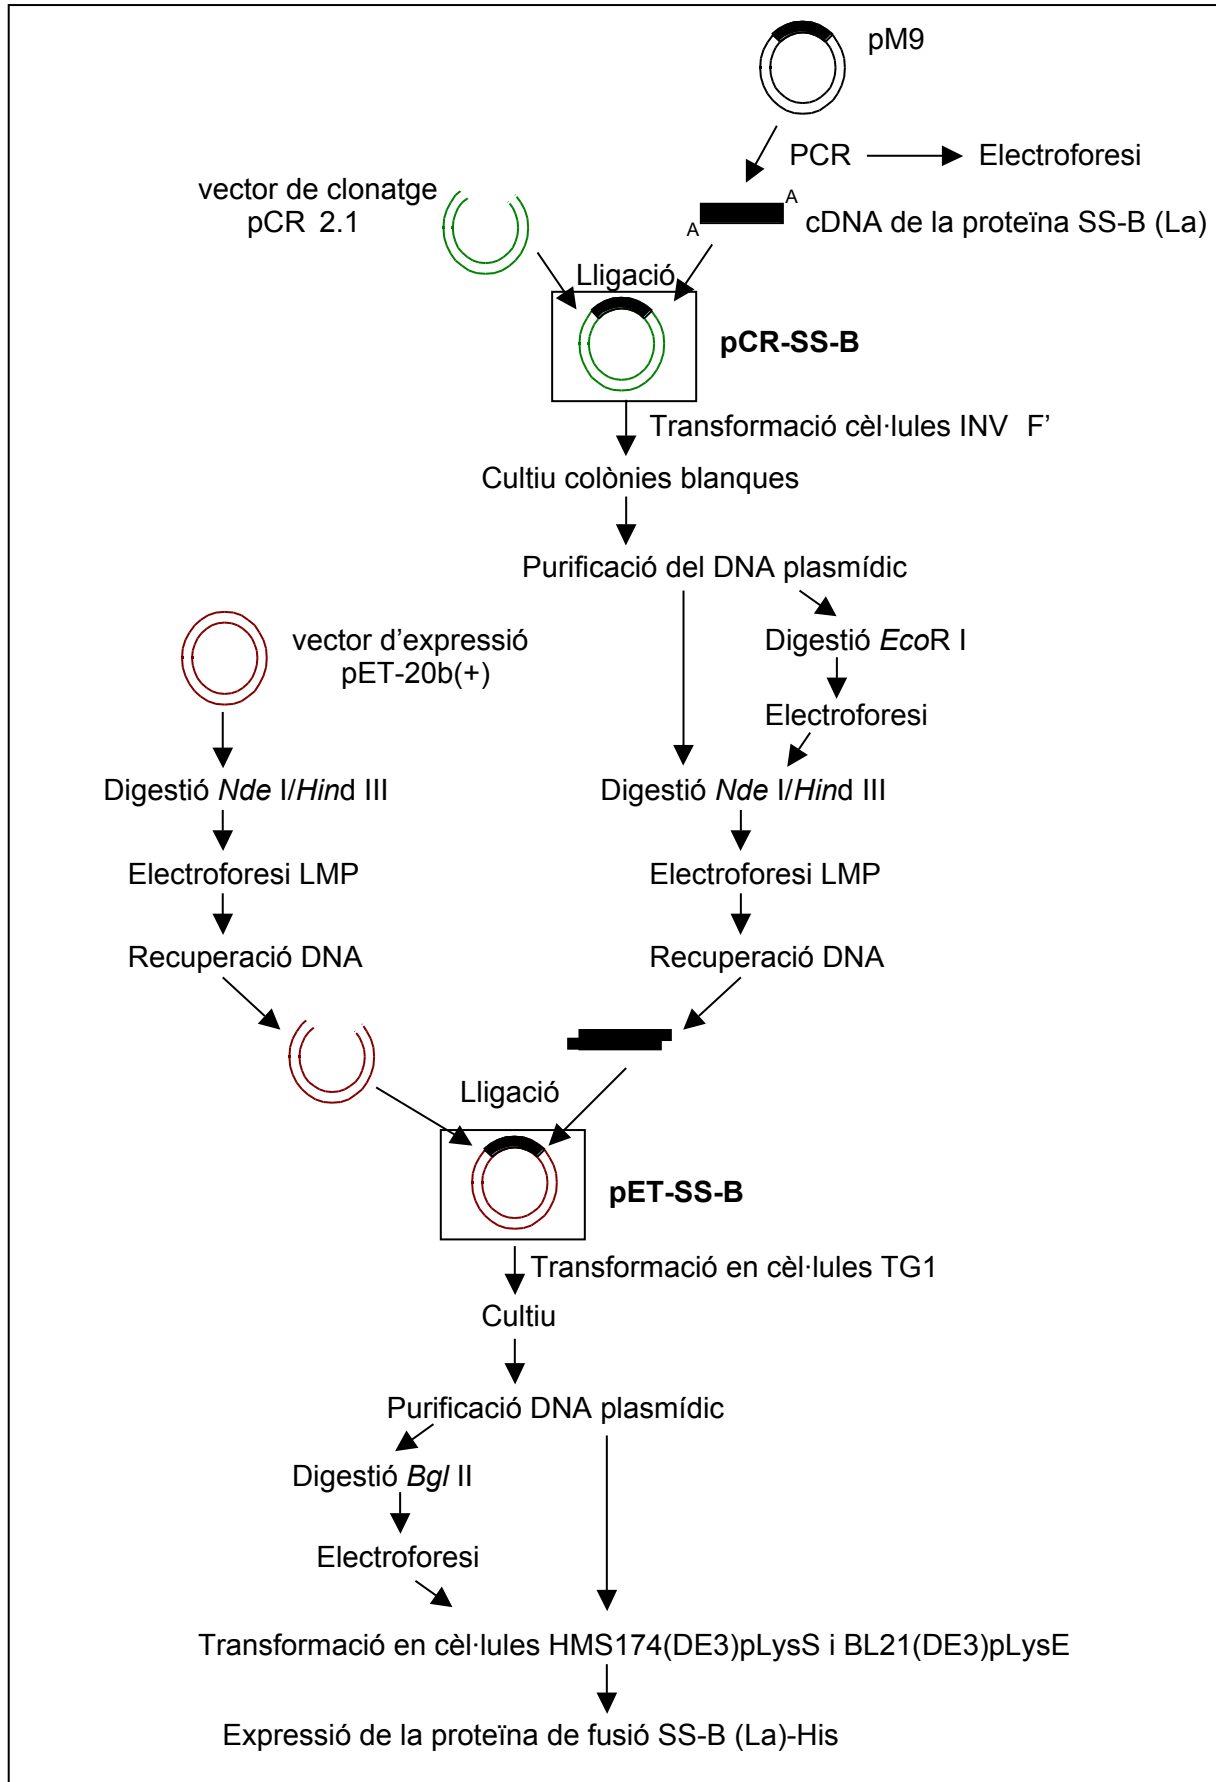 pM9
PCR
Electroforesi
vector de clonatge
pCR 2.1
A
A
cDNA de la proteïna SS-B (La)
Lligació
pCR-SS-B
Transformació cèl·lules INV F’
Cultiu colònies blanques
Purificació del DNA plasmídic
vector d’expressió
pET-20b(+)
Digestió EcoR I
Electroforesi
Digestió Nde I/Hind III
Digestió Nde I/Hind III
Electroforesi LMP
Electroforesi LMP
Recuperació DNA
Recuperació DNA
Lligació
pET-SS-B
Transformació en cèl·lules TG1
Cultiu
Purificació DNA plasmídic
Digestió Bgl II
Electroforesi
Transformació en cèl·lules HMS174(DE3)pLysS i BL21(DE3)pLysE
Expressió de la proteïna de fusió SS-B (La)-His